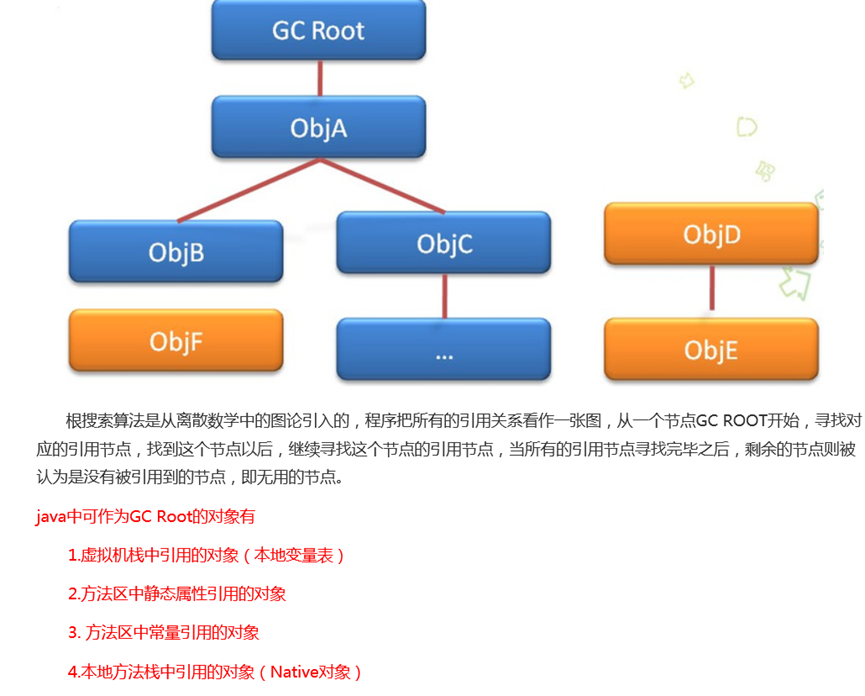 GC Root
ObjA
ObjB
ObjC
ObjD
ObjF
...
ObjE
根搜索算法是从离散数学中的图论引入的，程序把所有的引用关系看作一张图，从一个节点GC ROOT开始，寻找对
应的引用节点，找到这个节点以后，继续寻找这个节点的引用节点，当所有的引用节点寻找完毕之后，剩余的节点则被
认为是没有被引用到的节点，即无用的节点。
java中可作为GC Root的对象有
1.虚拟机栈中引用的对象（本地变量表）
2.方法区中静态属性引用的对象
3. 方法区中常量引用的对象
4.本地方法栈中引用的对象（Native对象）